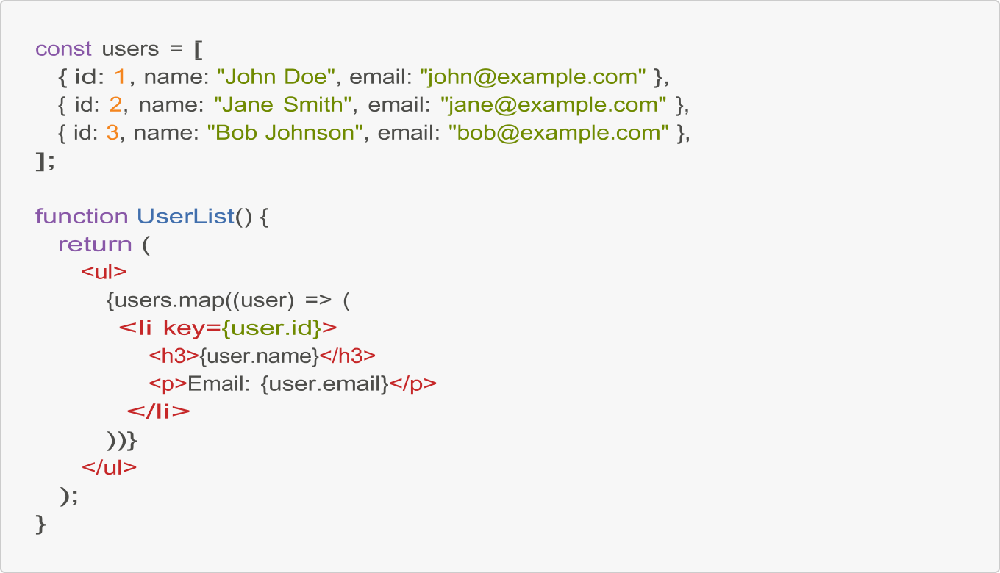 const users = [
  { id: 1, name: "John Doe", email: "john@example.com" },
  { id: 2, name: "Jane Smith", email: "jane@example.com" },
  { id: 3, name: "Bob Johnson", email: "bob@example.com" },
];

function UserList() {
  return (
    <ul>
      {users.map((user) => (
        <li key={user.id}>
          <h3>{user.name}</h3>
          <p>Email: {user.email}</p>
        </li>
      ))}
    </ul>
  );
}